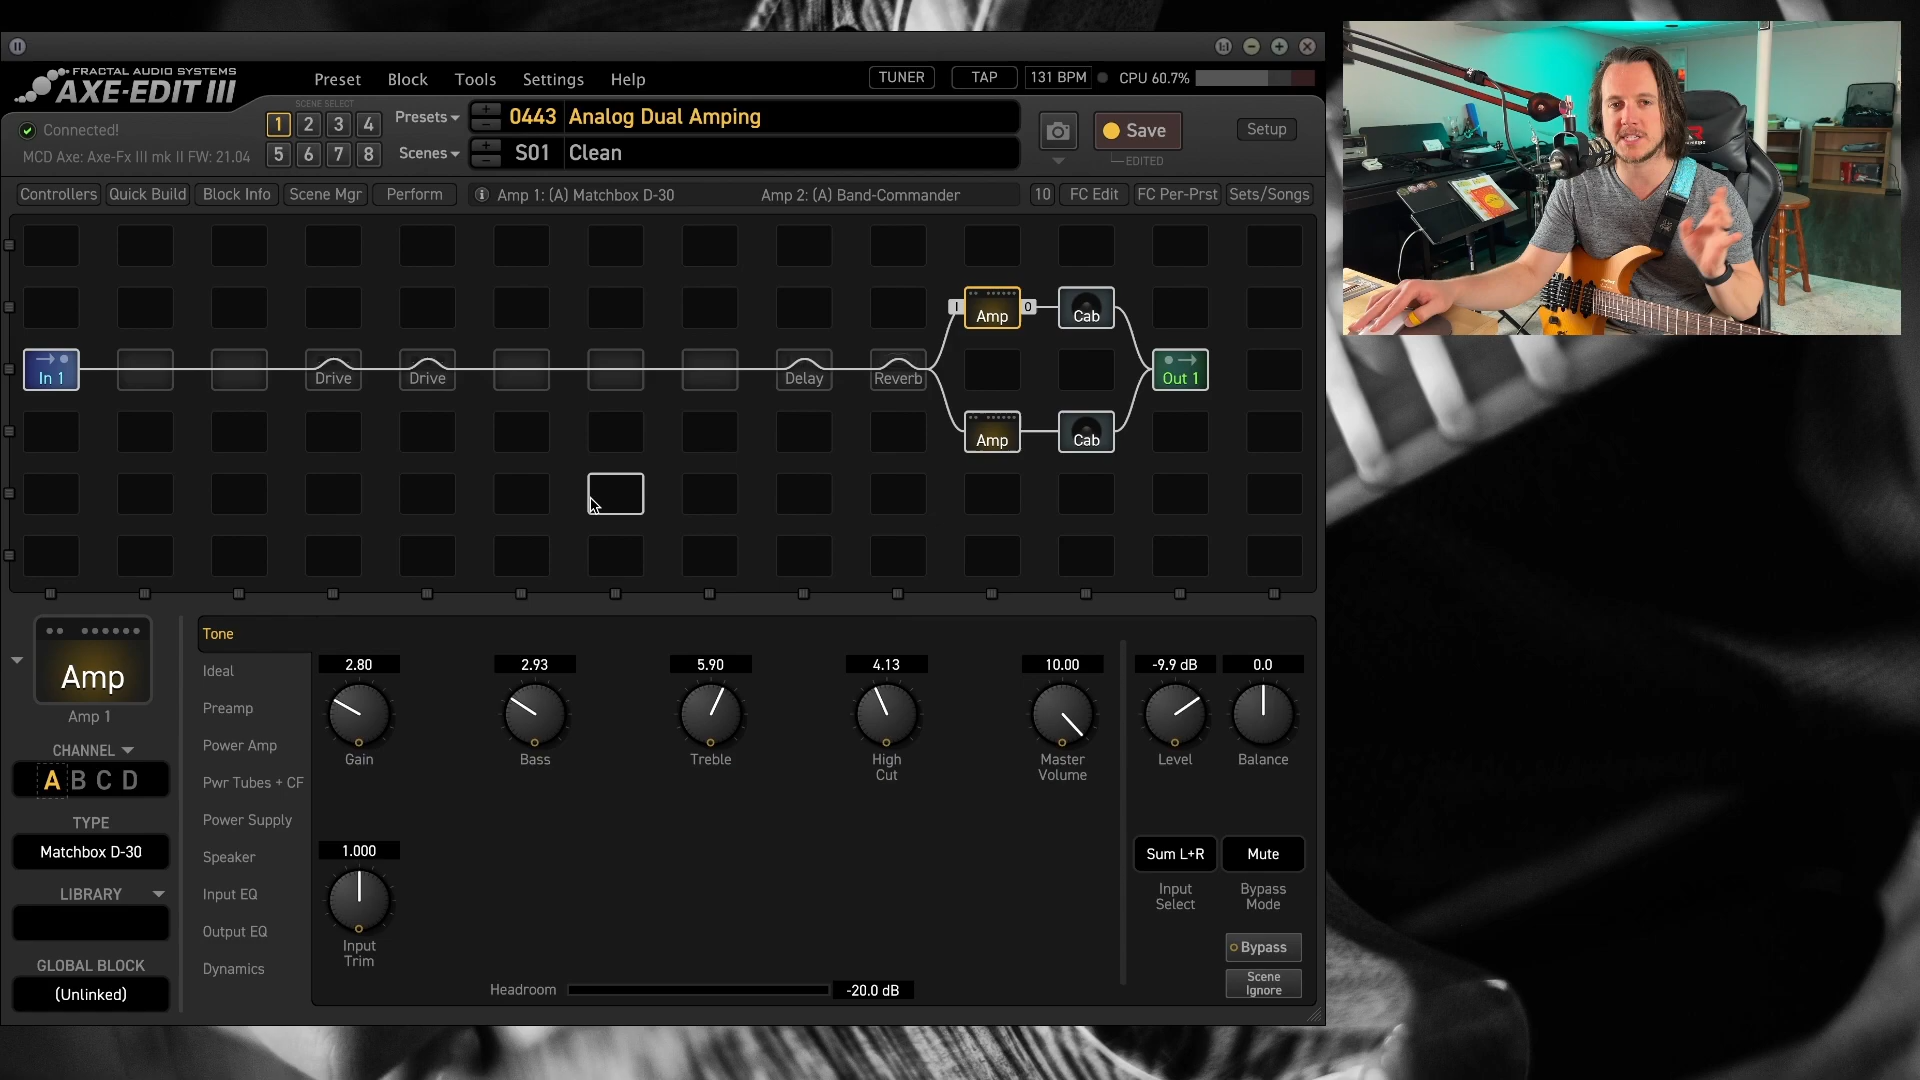 FRACTAL AUDIO SYSTEMS
AXE-EDIT III
Preset Block Tools Settings Help
TUNER TAP 131 BPM CPU 60.7%
Connected!
MCD Axe: Axe-Fx III mk II FW: 21.04
SCENE SELECT
1 2 3 4
5 6 7 8
Presets 0443 Analog Dual Amping
Scenes S01 Clean
Save
EDITED
Setup
Controllers Quick Build Block Info Scene Mgr Perform
Amp 1: (A) Matchbox D-30 Amp 2: (A) Band-Commander
10 FC Edit FC Per-Prst Sets/Songs
I Amp O Cab
In 1 Drive Drive Delay Reverb Out 1
Amp Cab
Amp
Amp 1
CHANNEL
A B C D
TYPE
Matchbox D-30
LIBRARY
GLOBAL BLOCK
(Unlinked)
Tone
Ideal
Preamp
Power Amp
Pwr Tubes + CF
Power Supply
Speaker
Input EQ
Output EQ
Dynamics
2.80 2.93 5.90 4.13 10.00 -9.9 dB 0.0
Gain Bass Treble High Cut Master Volume Level Balance
1.000
Input Trim
Sum L+R Mute
Input Select Bypass Mode
Bypass
Scene Ignore
Headroom -20.0 dB